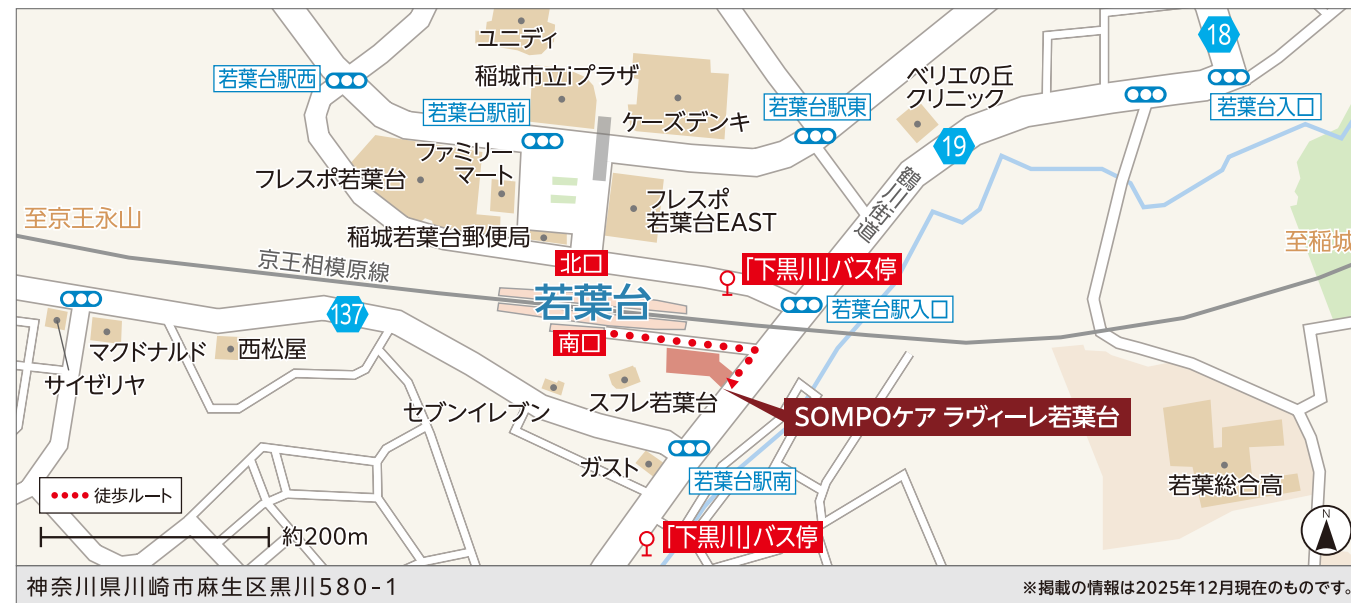 ユニディ
18
若葉台駅西
稲城市立iプラザ
ベリエの丘
クリニック
若葉台駅前
ケーズデンキ
若葉台駅東
若葉台入口
ファミリー
マート
19
フレスポ若葉台
鶴川街道
フレスポ
若葉台EAST
至京王永山
稲城若葉台郵便局
至稲城
京王相模原線
北口
「下黒川」バス停
若葉台
若葉台駅入口
137
南口
マクドナルド
西松屋
サイゼリヤ
セブンイレブン
スフレ若葉台
SOMPOケア ラヴィーレ若葉台
ガスト
若葉台駅南
若葉総合高
徒歩ルート
約200m
「下黒川」バス停
N
神奈川県川崎市麻生区黒川580-1
※掲載の情報は2025年12月現在のものです。